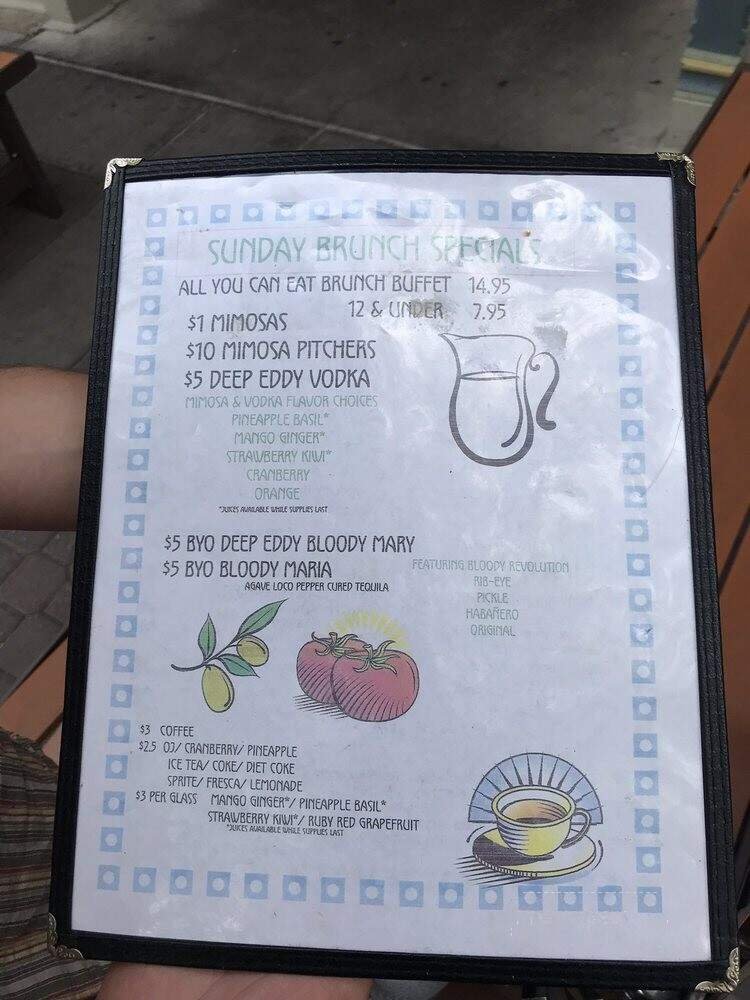 SUNDAY BRUNCH SPECIALS
ALL YOU CAN EAT BRUNCH BUFFET 14.95
12 & UNDER 7.95
$1 MIMOSAS
$10 MIMOSA PITCHERS
$5 DEEP EDDY VODKA
MIMOSA & VODKA FLAVOR CHOICES
PINEAPPLE BASIL*
MANGO GINGER*
STRAWBERRY KIWI*
CRANBERRY
ORANGE
*JUICES AVAILABLE WHILE SUPPLIES LAST
$5 BYO DEEP EDDY BLOODY MARY
$5 BYO BLOODY MARIA
AGAVE LOCO PEPPER CURED TEQUILA
FEATURING BLOODY REVOLUTION
RIB-EYE
PICKLE
HABAÑERO
ORIGINAL
$3 COFFEE
$2.5 OJ/ CRANBERRY/ PINEAPPLE
ICE TEA/ COKE/ DIET COKE
SPRITE/ FRESCA/ LEMONADE
$3 PER GLASS MANGO GINGER*/ PINEAPPLE BASIL*
STRAWBERRY KIWI*/ RUBY RED GRAPEFRUIT
*JUICES AVAILABLE WHILE SUPPLIES LAST